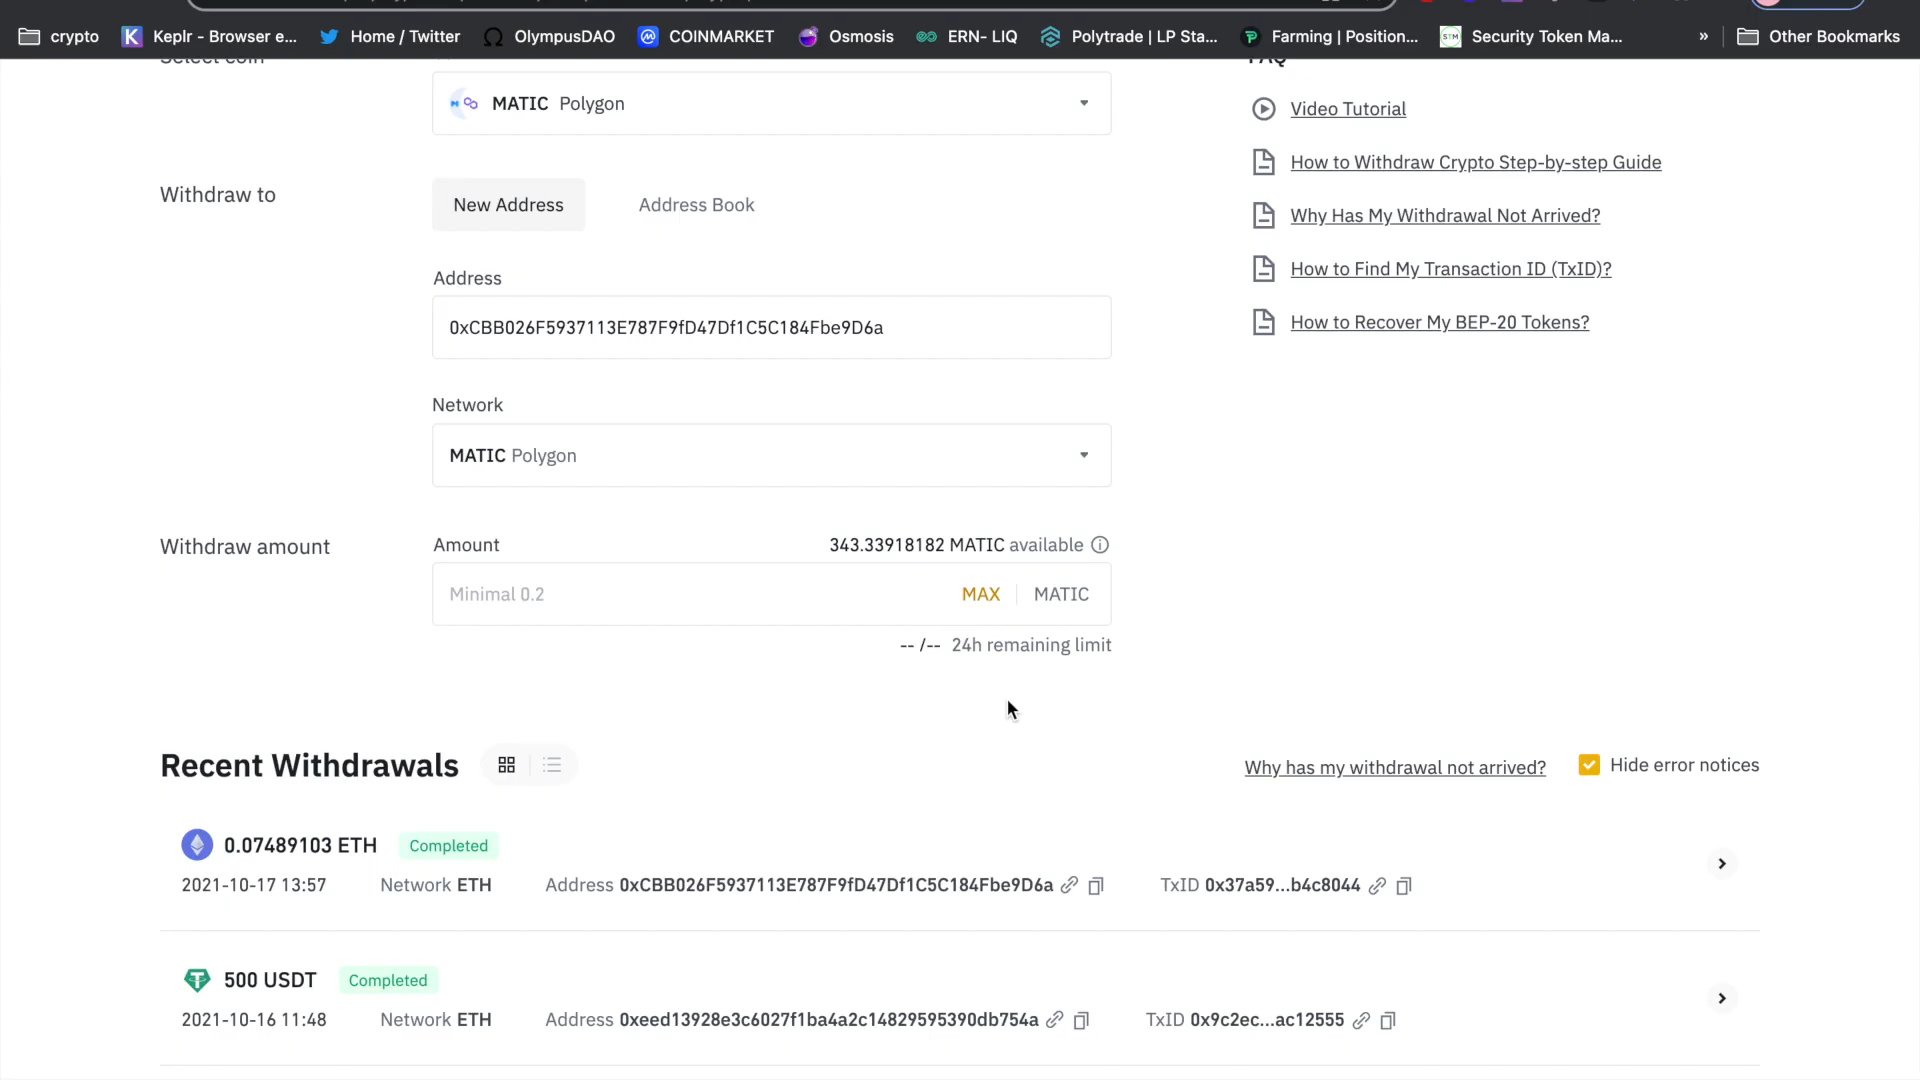 crypto
Keplr - Browser e...
Home / Twitter
OlympusDAO
COINMARKET
Osmosis
ERN- LIQ
Polytrade | LP Sta...
Farming | Position...
STM
Security Token Ma...
»
Other Bookmarks
Select coin
MATIC Polygon
Withdraw to
New Address
Address Book
Address
0xCBB026F5937113E787F9fD47Df1C5C184Fbe9D6a
Network
MATIC Polygon
Withdraw amount
Amount
343.33918182 MATIC available
Minimal 0.2
MAX
MATIC
-- /-- 24h remaining limit
FAQ
Video Tutorial
How to Withdraw Crypto Step-by-step Guide
Why Has My Withdrawal Not Arrived?
How to Find My Transaction ID (TxID)?
How to Recover My BEP-20 Tokens?
Recent Withdrawals
Why has my withdrawal not arrived?
Hide error notices
0.07489103 ETH Completed
2021-10-17 13:57 Network ETH Address 0xCBB026F5937113E787F9fD47Df1C5C184Fbe9D6a TxID 0x37a59...b4c8044
500 USDT Completed
2021-10-16 11:48 Network ETH Address 0xeed13928e3c6027f1ba4a2c14829595390db754a TxID 0x9c2ec...ac12555